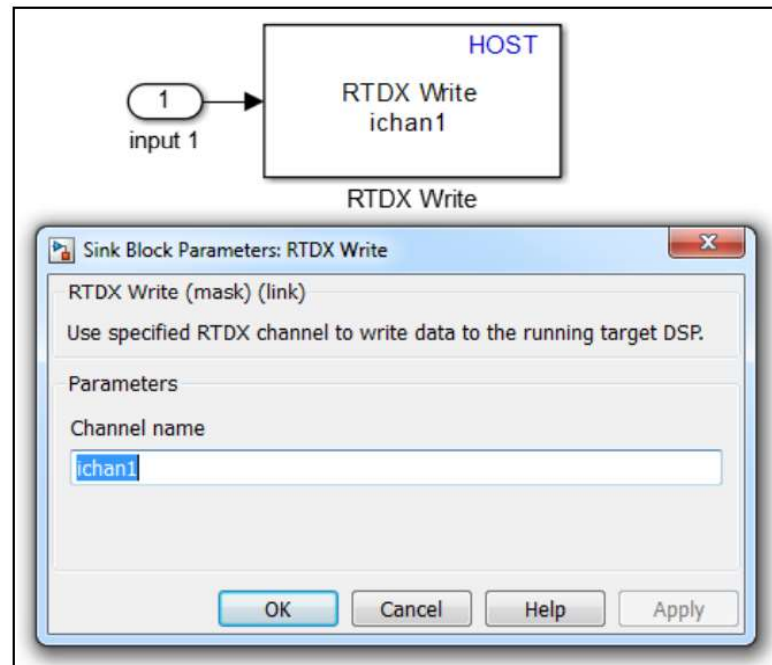 HOST
RTDX Write
ichan1
1
input 1
RTDX Write
Sink Block Parameters: RTDX Write
RTDX Write (mask) (link)
Use specified RTDX channel to write data to the running target DSP.
Parameters
Channel name
ichan1
OK Cancel Help Apply